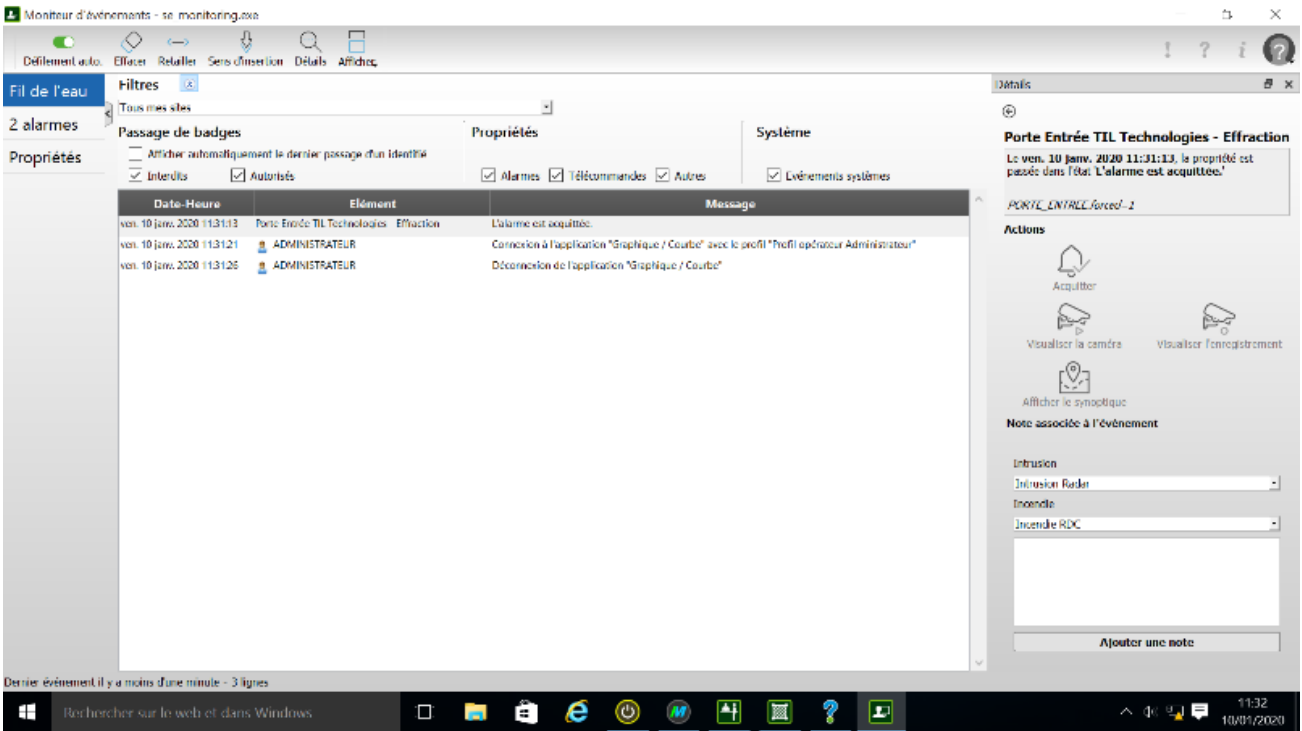 Moniteur d'événements - se monitoring.exe
Défilement auto. Effacer Retailler Sens d'insertion Détails Affichec
! ? i ?
Fil de l'eau
2 alarmes
Propriétés
Filtres
Tous mes sites
Passage de badges Propriétés Système
Afficher automatiquement le dernier passage d'un identifié
Interdits Autorisés Alarmes Télécommandes Autres Evénements systèmes
Date-Heure Elément Message
ven. 10 janv. 2020 11:31:13 Porte Entrée TIL Technologies Effraction L'alarme est acquittée.
ven. 10 janv. 2020 11:31:21 ADMINISTRATEUR Connexion à l'application "Graphique / Courbe" avec le profil "Profil opérateur Administrateur"
ven. 10 janv. 2020 11:31:26 ADMINISTRATEUR Déconnexion de l'application "Graphique / Courbe"
Détails
Porte Entrée TIL Technologies - Effraction
Le ven. 10 janv. 2020 11:31:13, la propriété est
passée dans l'état 'L'alarme est acquittée.'
PORTE_ENTREE.forced=1
Actions
Acquitter
Visualiser la caméra Visualiser l'enregistrement
Afficher le synoptique
Note associée à l'évènement
Intrusion
Intrusion Radar
Incendie
Incendie RDC
Ajouter une note
Dernier événement il y a moins d'une minute - 3 lignes
Rechercher sur le web et dans Windows
11:32
10/01/2020